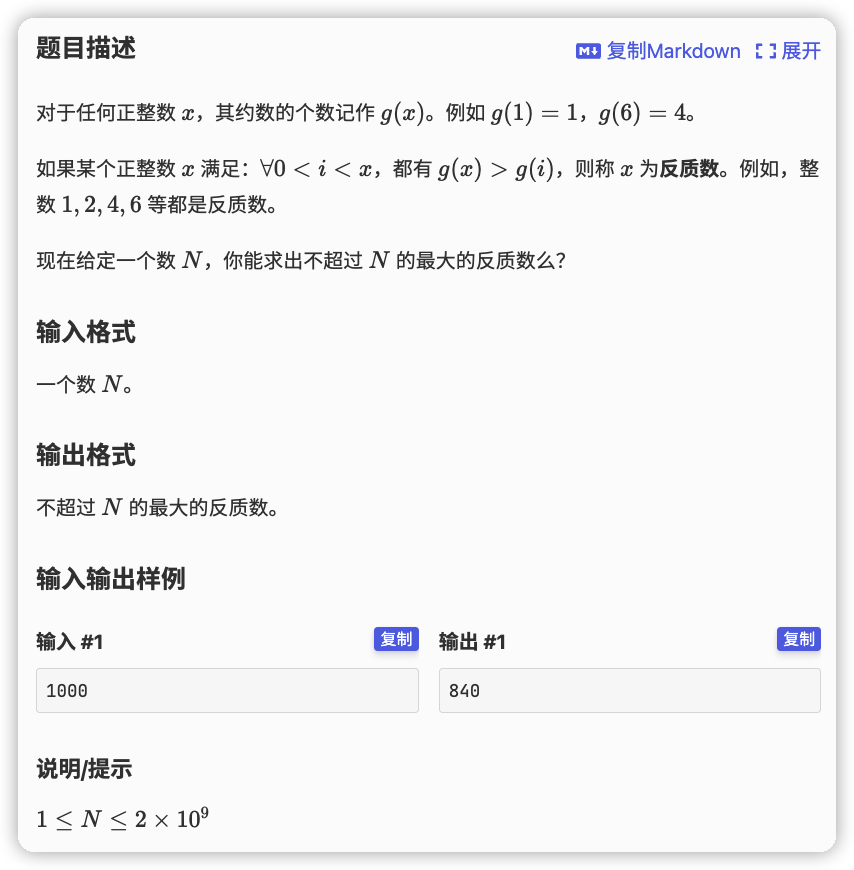 题目描述
复制Markdown 展开
对于任何正整数 x，其约数的个数记作 g(x)。例如 g(1) = 1，g(6) = 4。
如果某个正整数 x 满足：∀0 < i < x，都有 g(x) > g(i)，则称 x 为反质数。例如，整
数 1, 2, 4, 6 等都是反质数。
现在给定一个数 N，你能求出不超过 N 的最大的反质数么？
输入格式
一个数 N。
输出格式
不超过 N 的最大的反质数。
输入输出样例
输入 #1 复制 输出 #1 复制
1000 840
说明/提示
1 ≤ N ≤ 2 × 10⁹